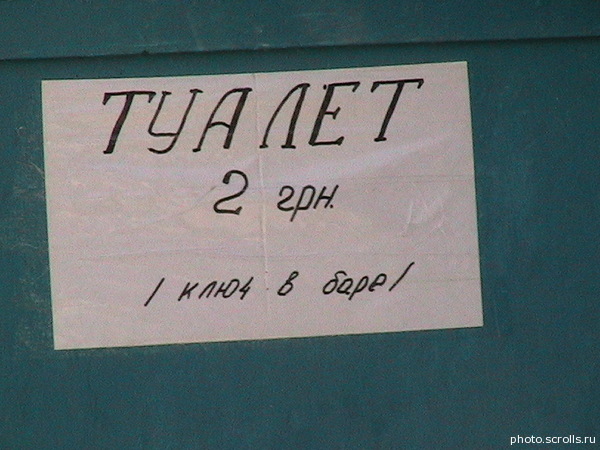 ТУАЛЕТ
2 грн.
/ ключ в баре /
photo.scrolls.ru